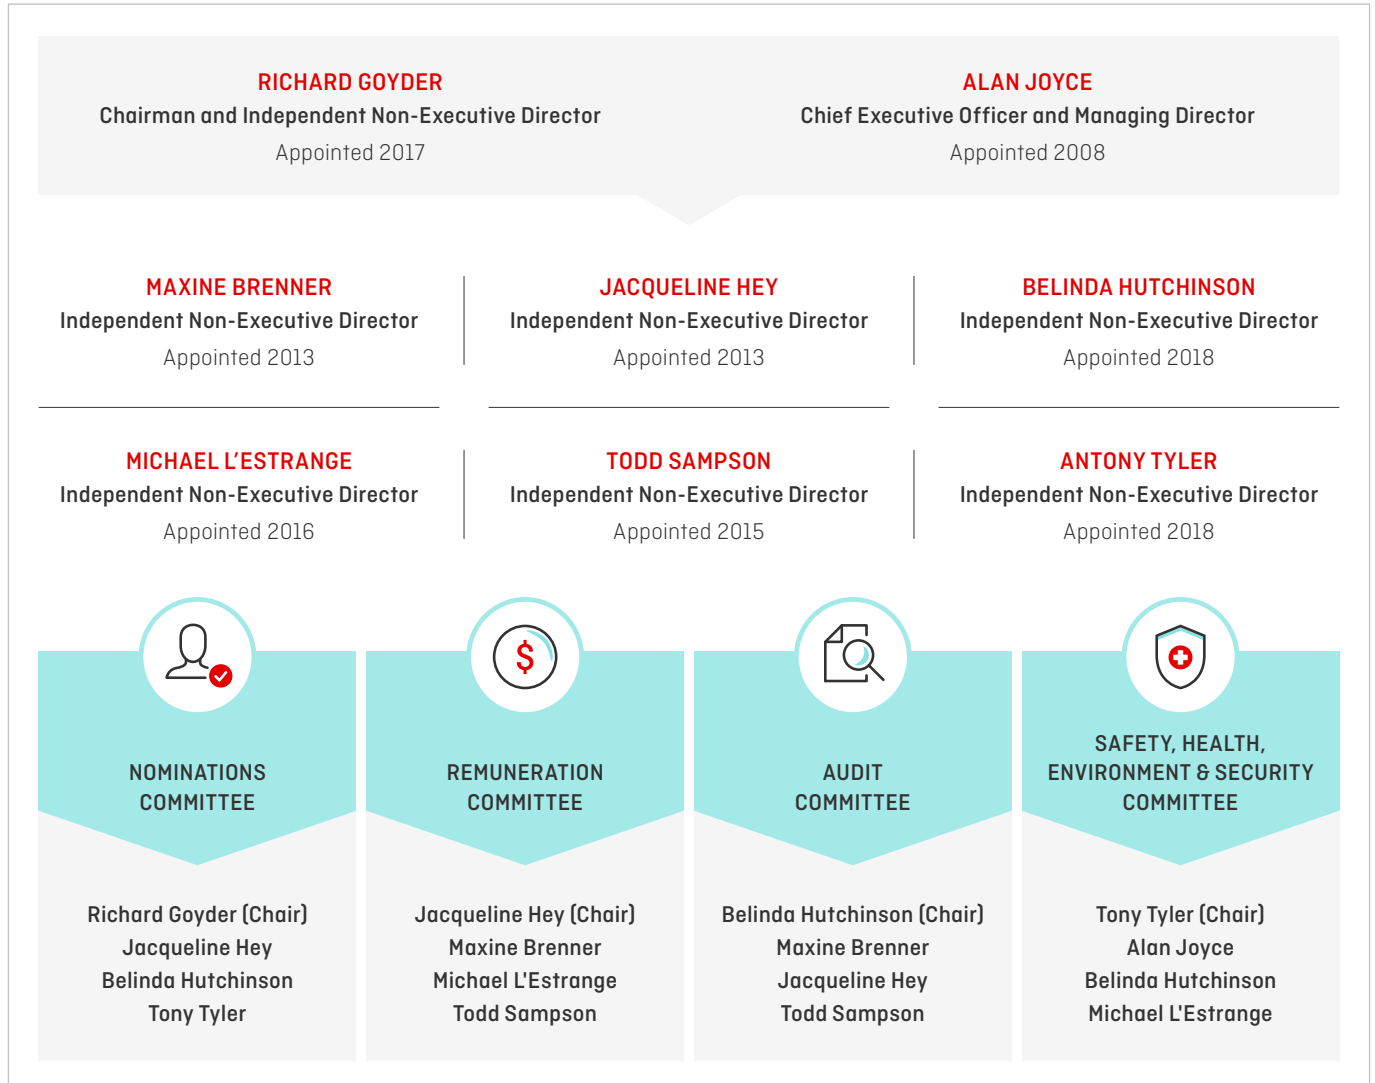 RICHARD GOYDER
Chairman and Independent Non-Executive Director
Appointed 2017
ALAN JOYCE
Chief Executive Officer and Managing Director
Appointed 2008
MAXINE BRENNER
Independent Non-Executive Director
Appointed 2013
JACQUELINE HEY
Independent Non-Executive Director
Appointed 2013
BELINDA HUTCHINSON
Independent Non-Executive Director
Appointed 2018
MICHAEL L’ESTRANGE
Independent Non-Executive Director
Appointed 2016
TODD SAMPSON
Independent Non-Executive Director
Appointed 2015
ANTONY TYLER
Independent Non-Executive Director
Appointed 2018
NOMINATIONS
COMMITTEE
Richard Goyder (Chair)
Jacqueline Hey
Belinda Hutchinson
Tony Tyler
$
REMUNERATION
COMMITTEE
Jacqueline Hey (Chair)
Maxine Brenner
Michael L'Estrange
Todd Sampson
AUDIT
COMMITTEE
Belinda Hutchinson (Chair)
Maxine Brenner
Jacqueline Hey
Todd Sampson
SAFETY, HEALTH,
ENVIRONMENT & SECURITY
COMMITTEE
Tony Tyler (Chair)
Alan Joyce
Belinda Hutchinson
Michael L'Estrange